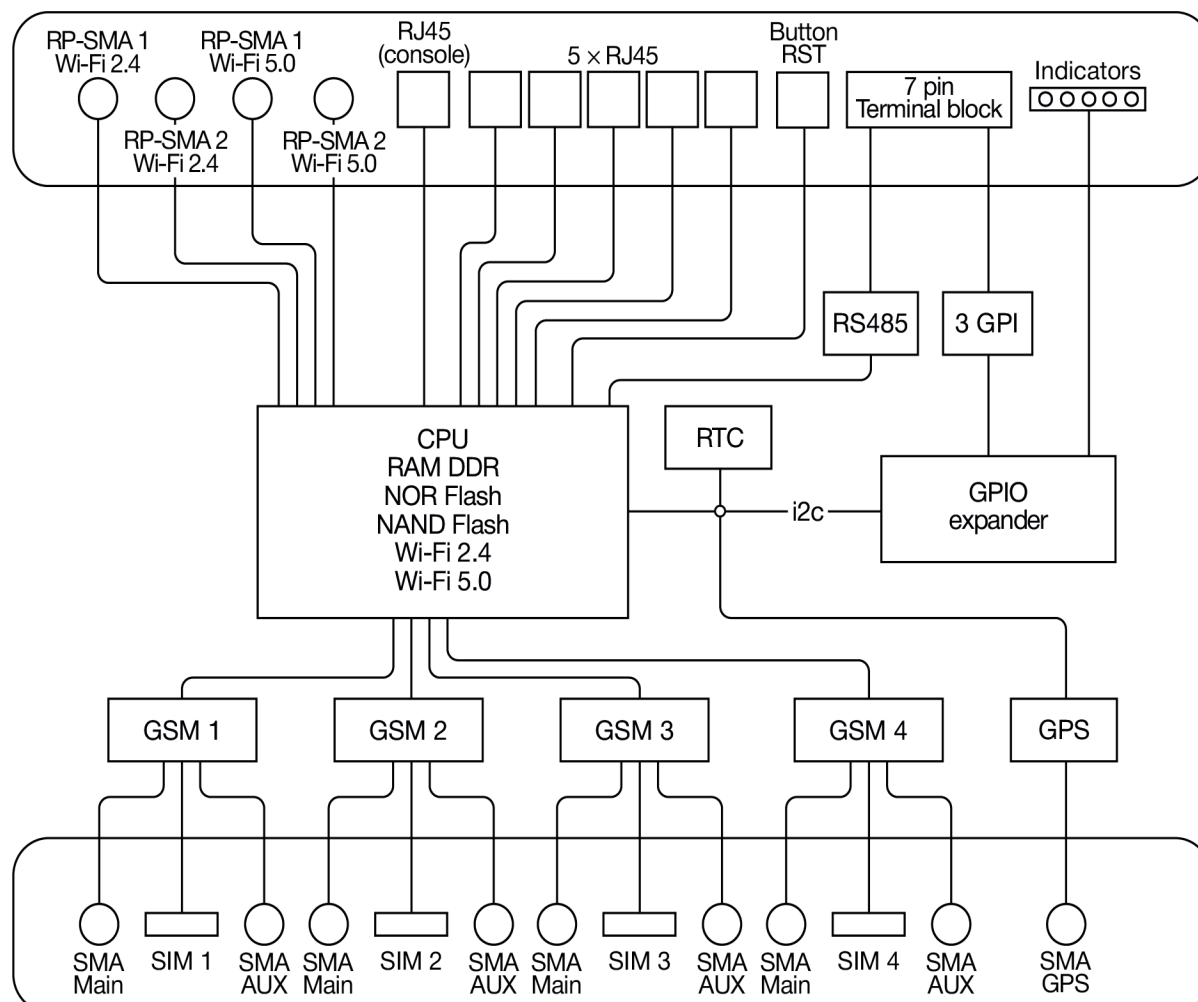 RP-SMA 1
Wi-Fi 2.4
RP-SMA 1
Wi-Fi 5.0
RP-SMA 2
Wi-Fi 2.4
RP-SMA 2
Wi-Fi 5.0
RJ45
(console)
5 × RJ45
Button
RST
7 pin
Terminal block
Indicators
RS485
3 GPI
CPU
RAM DDR
NOR Flash
NAND Flash
Wi-Fi 2.4
Wi-Fi 5.0
RTC
i2c
GPIO
expander
GSM 1
GSM 2
GSM 3
GSM 4
GPS
SMA
Main
SIM 1
SMA
AUX
SMA
Main
SIM 2
SMA
AUX
SMA
Main
SIM 3
SMA
AUX
SMA
Main
SIM 4
SMA
AUX
SMA
GPS